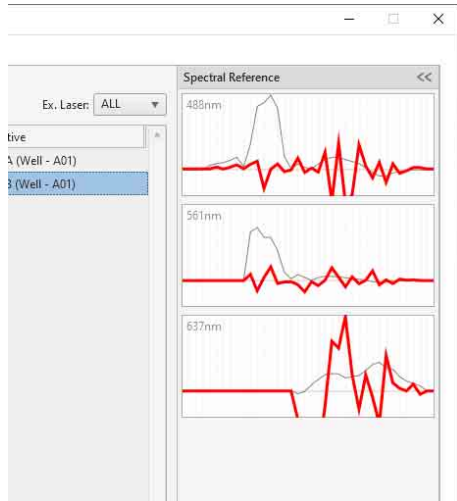 Spectral Reference <<
Ex. Laser: ALL
tive
A (Well - A01)
B (Well - A01)
488nm
561nm
637nm